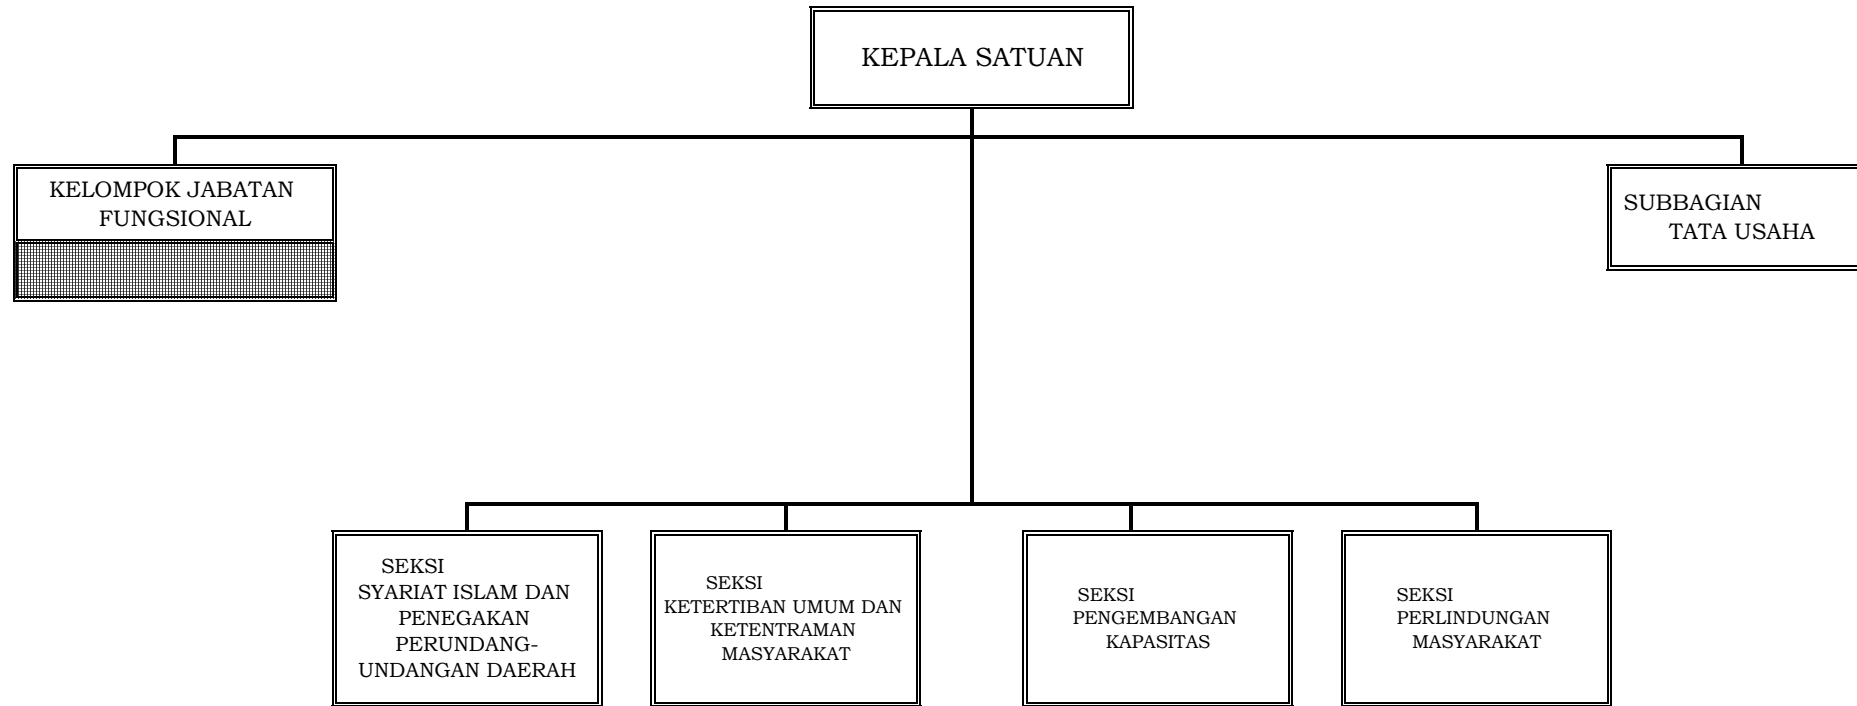 KEPALA SATUAN
KELOMPOK JABATAN
FUNGSIONAL
SUBBAGIAN
TATA USAHA
SEKSI
SYARIAT ISLAM DAN
PENEGAKAN
PERUNDANG-
UNDANGAN DAERAH
SEKSI
KETERTIBAN UMUM DAN
KETENTRAMAN
MASYARAKAT
SEKSI
PENGEMBANGAN
KAPASITAS
SEKSI
PERLINDUNGAN
MASYARAKAT